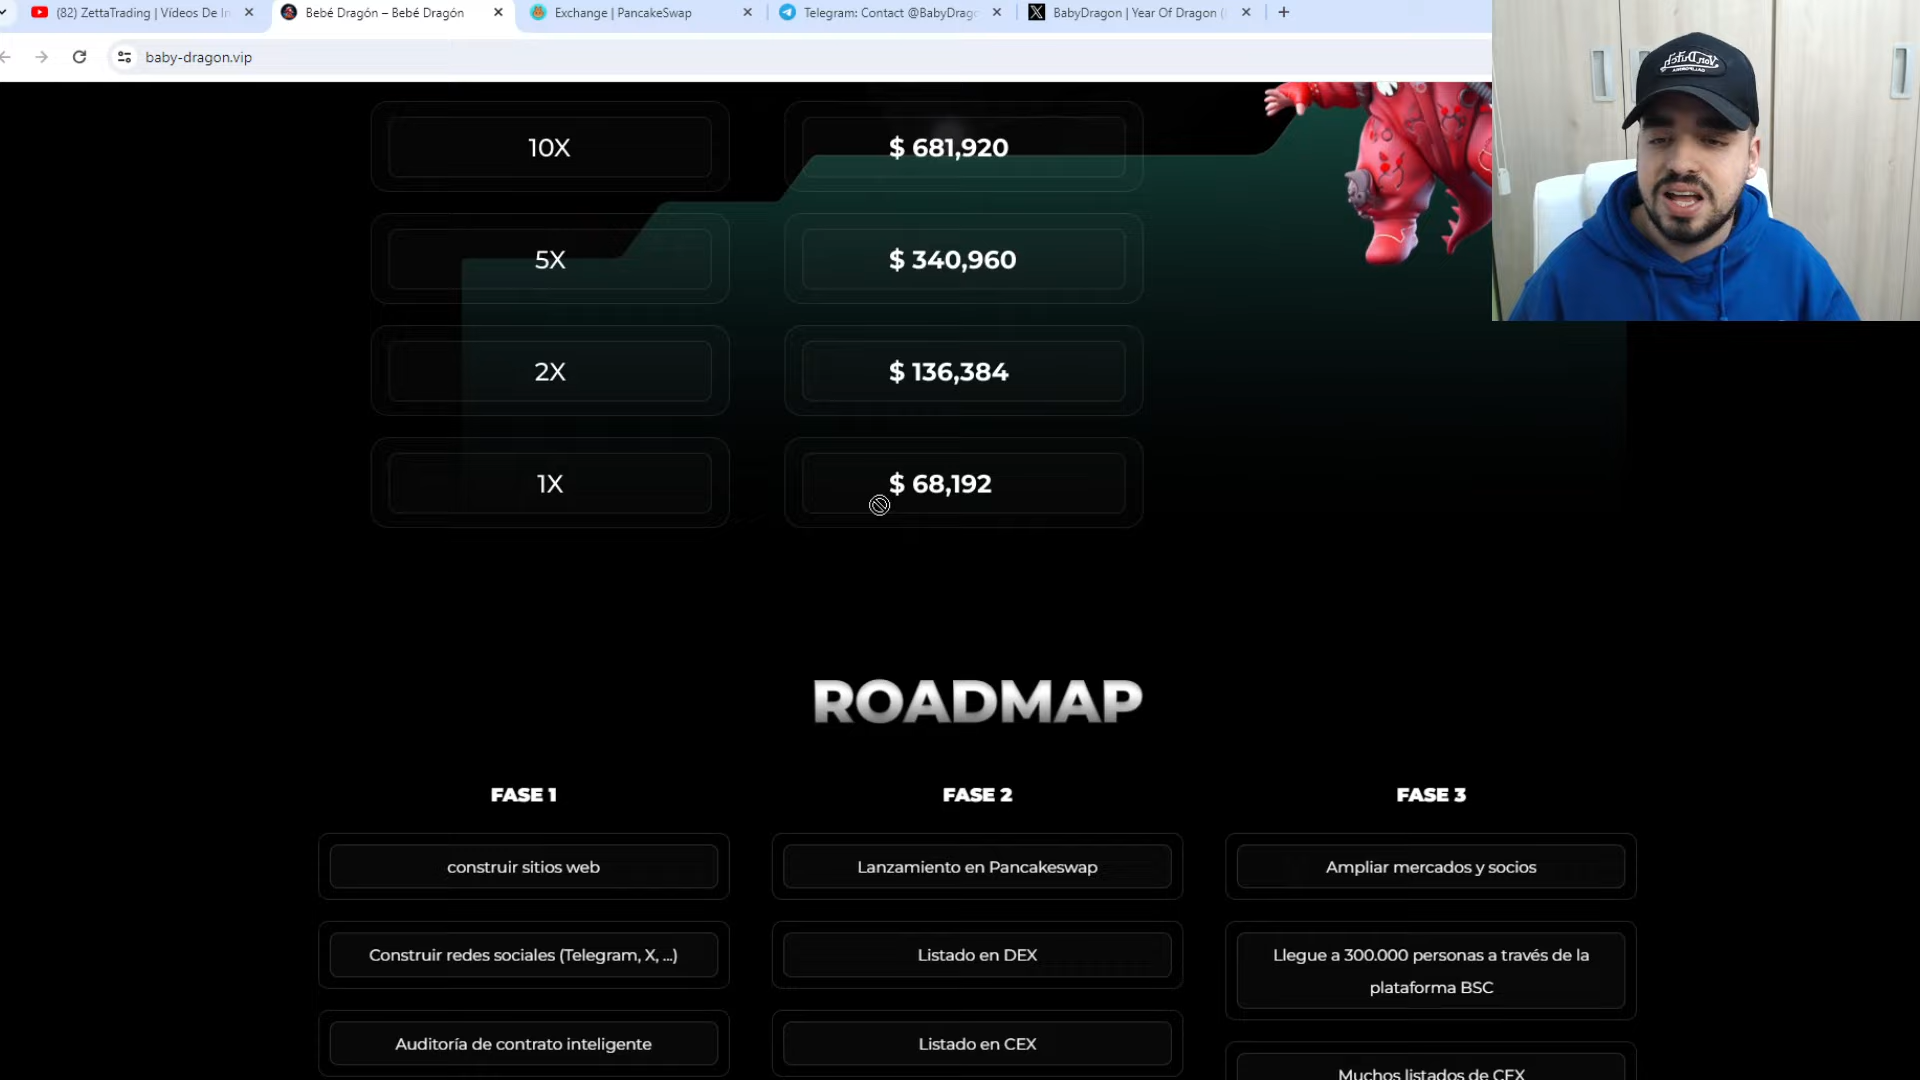 (82) ZettaTrading | Vídeos De In
Bebé Dragón – Bebé Dragón
Exchange | PancakeSwap
Telegram: Contact @BabyDrag
BabyDragon | Year Of Dragon (
baby-dragon.vip
10X
$ 681,920
5X
$ 340,960
2X
$ 136,384
1X
$ 68,192
ROADMAP
FASE 1
FASE 2
FASE 3
construir sitios web
Lanzamiento en Pancakeswap
Ampliar mercados y socios
Construir redes sociales (Telegram, X, ...)
Listado en DEX
Llegue a 300.000 personas a través de la
plataforma BSC
Auditoría de contrato inteligente
Listado en CEX
Muchos listados de CEX